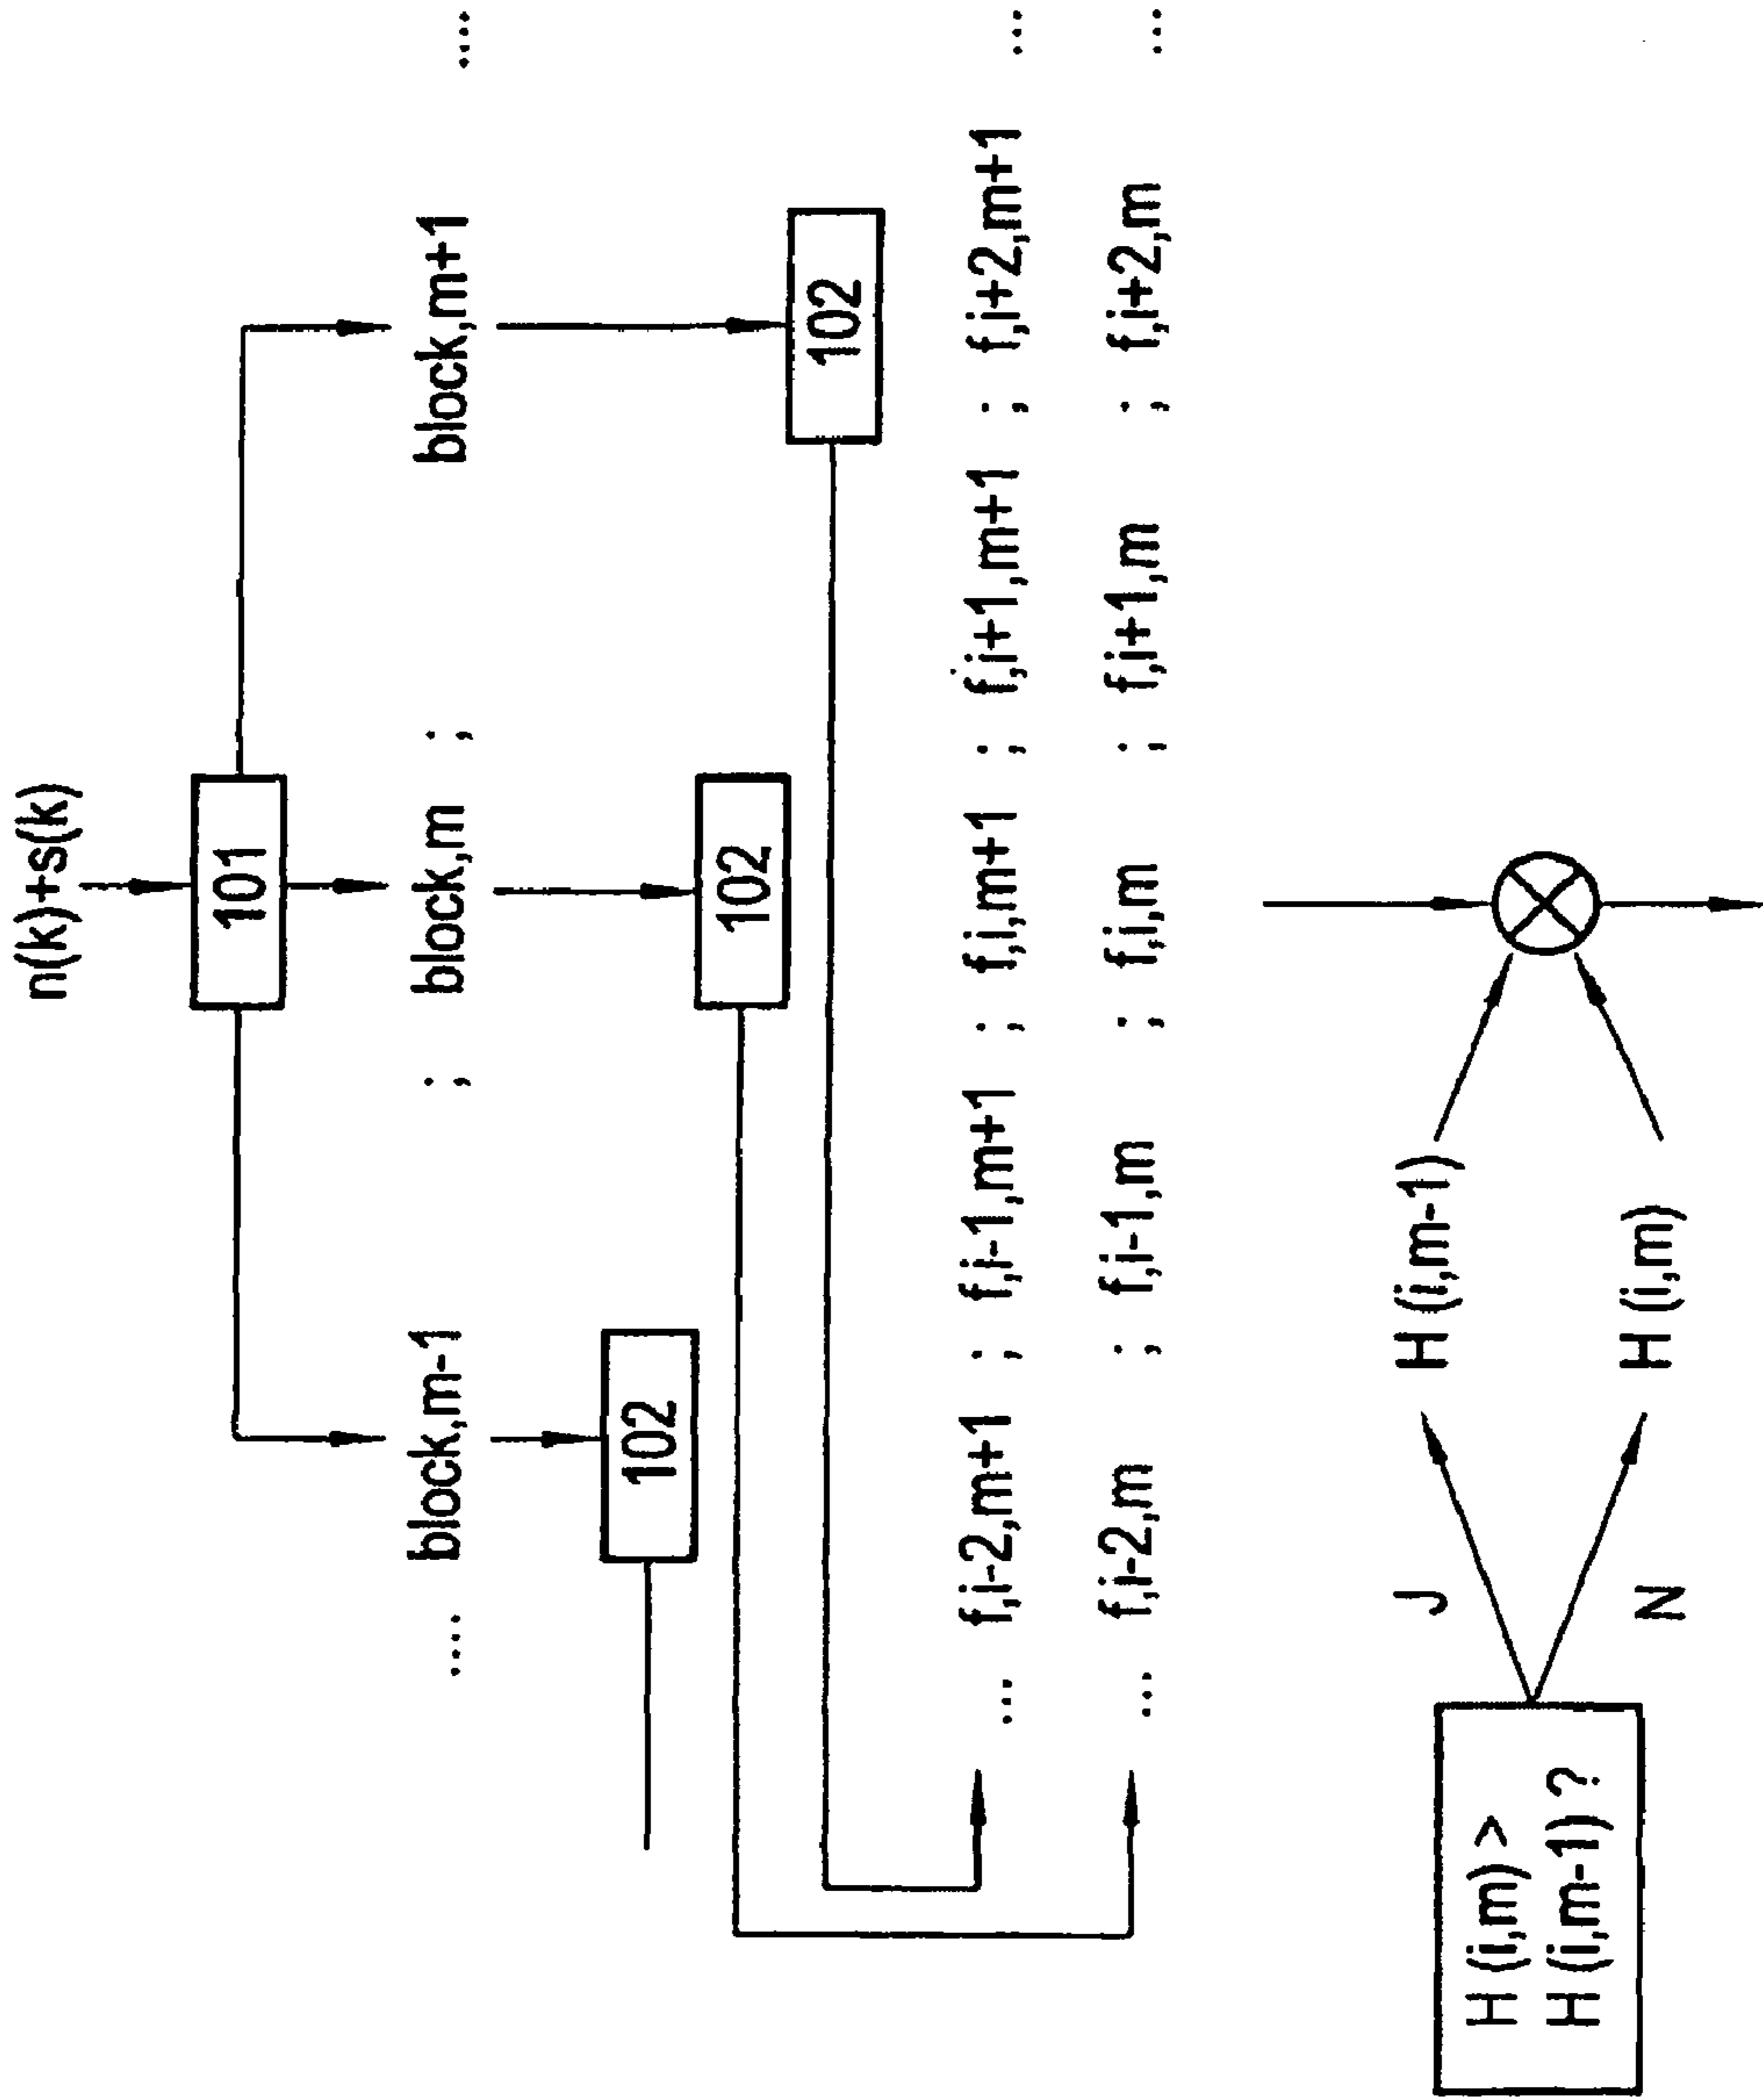 n(k)+s(k)
101
... block,m-1 ; block,m ; block,m+1 ...
102
102
102
... f,i-2,m+1 ; f,i-1,m+1 ; f,i,m+1 ; f,i+1,m+1 ; f,i+2,m+1 ...
... f,i-2,m ; f,i-1,m ; f,i,m ; f,i+1,m ; f,i+2,m ...
H (i,m) >
H (i,m-1) ?
J
H (i,m-1)
N
H (i,m)